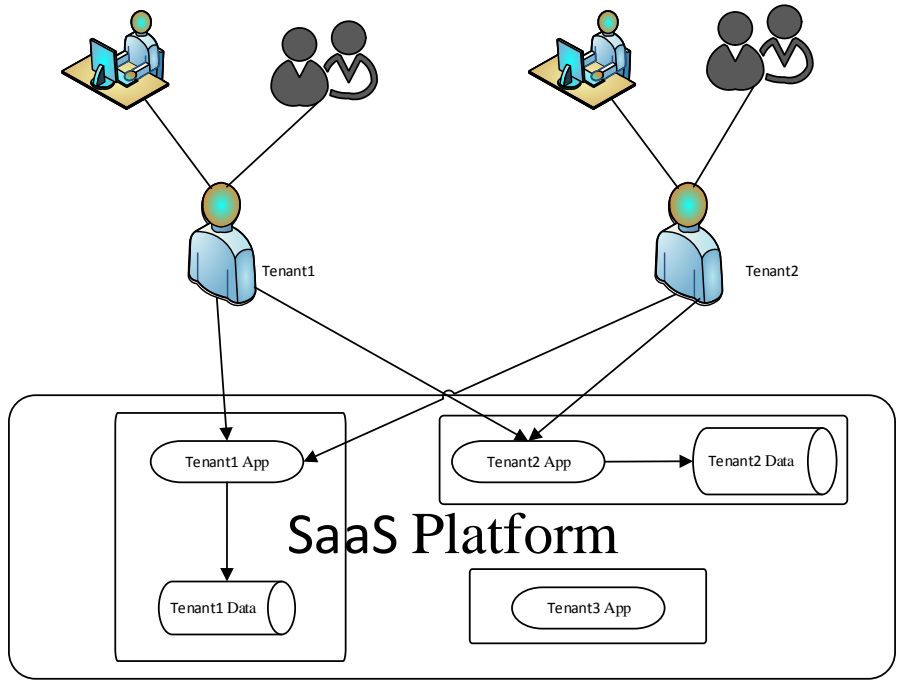 Tenant1
Tenant2
Tenant1 App
Tenant2 App
Tenant2 Data
SaaS Platform
Tenant1 Data
Tenant3 App